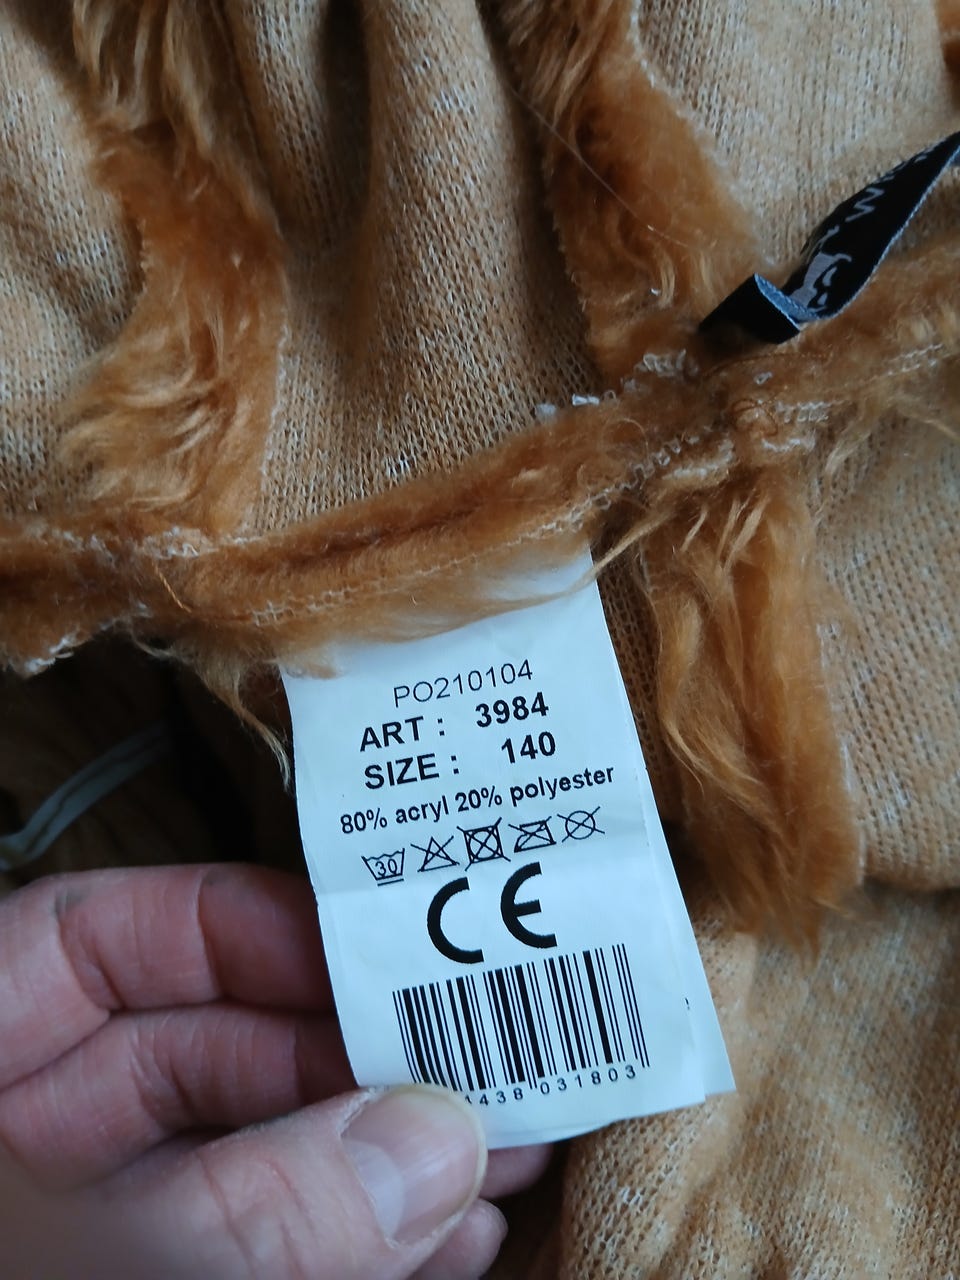 PO210104
ART : 3984
SIZE : 140
80% acryl 20% polyester
30
CE
438 031803